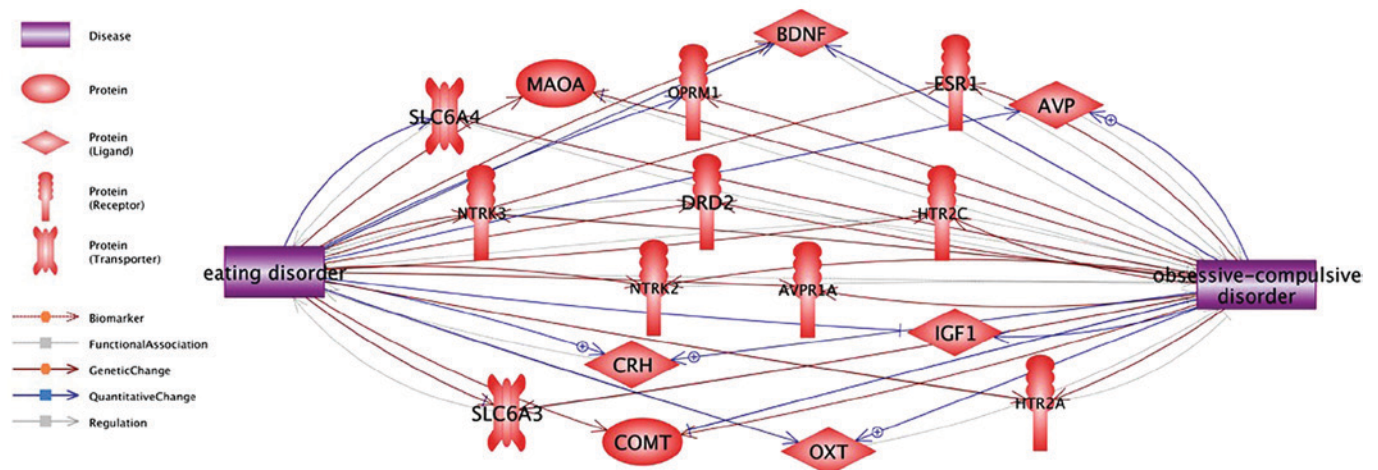 Disease
Protein
Protein
(Ligand)
Protein
(Receptor)
Protein
(Transporter)
Biomarker
FunctionalAssociation
GeneticChange
QuantitativeChange
Regulation
BDNF
MAOA
OPRM1
ESR1
AVP
SLC6A4
NTRK3
DRD2
HTR2C
eating disorder
obsessive-compulsive
disorder
NTRK2
AVPR1A
IGF1
CRH
SLC6A3
HTR2A
COMT
OXT